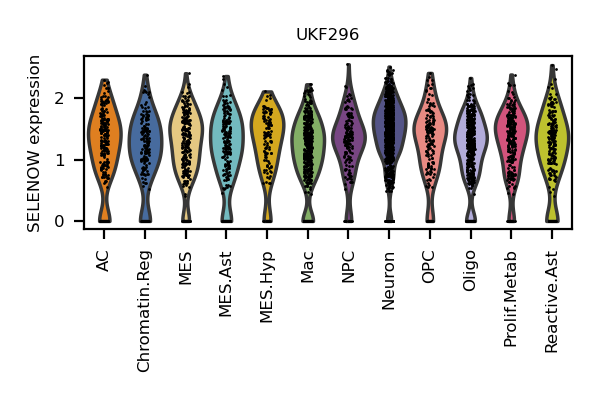 UKF296
SELENOW expression
2
1
0
AC
Chromatin.Reg
MES
MES.Ast
MES.Hyp
Mac
NPC
Neuron
OPC
Oligo
Prolif.Metab
Reactive.Ast